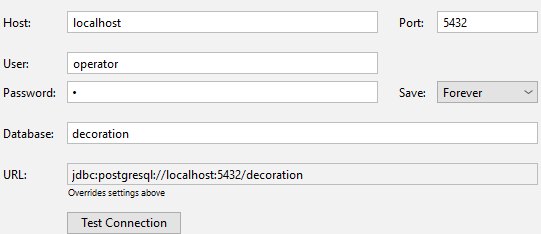 Host: localhost Port: 5432
User: operator
Password: • Save: Forever
Database: decoration
URL: jdbc:postgresql://localhost:5432/decoration
Overrides settings above
Test Connection